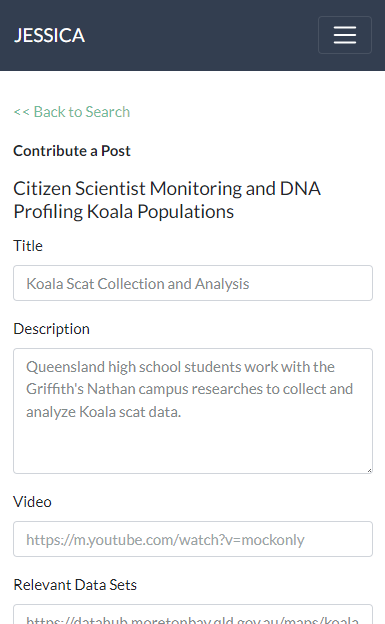 JESSICA
<< Back to Search
Contribute a Post
Citizen Scientist Monitoring and DNA
Profiling Koala Populations
Title
Koala Scat Collection and Analysis
Description
Queensland high school students work with the
Griffith's Nathan campus researches to collect and
analyze Koala scat data.
Video
https://m.youtube.com/watch?v=mockonly
Relevant Data Sets
https://datahub.moretonbay.qld.gov.au/maps/koala